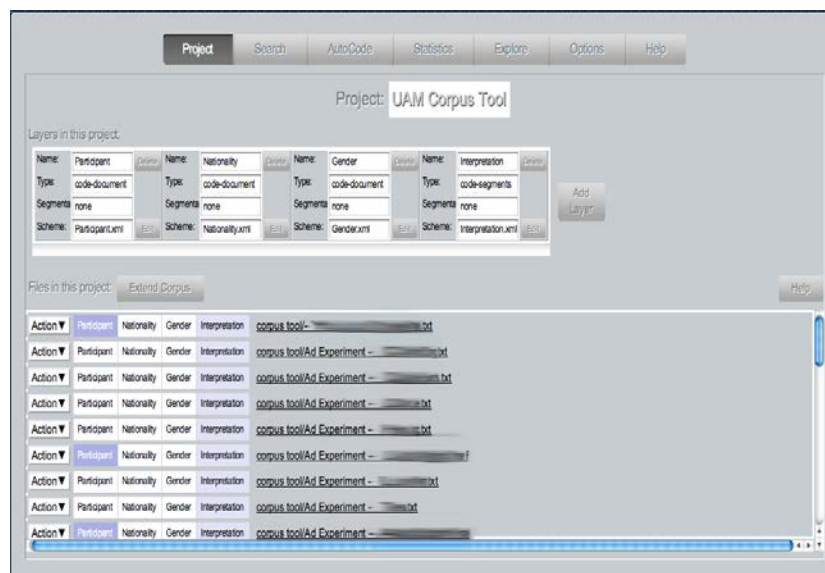 Project Search AutoCode Statistics Explore Options Help
Project: UAM Corpus Tool
Layers in this project:
Name: Participant Delete Name: Nationality Delete Name: Gender Delete Name: Interpretation Delete
Type: code-document Type: code-document Type: code-document Type: code-segments
Segments none Segments none Segments none Segments none
Scheme: Participant.xml Edit Scheme: Nationality.xml Edit Scheme: Gender.xml Edit Scheme: Interpretation.xml Edit
Add Layer
Files in this project: Extend Corpus Help
Action▼ Participant Nationality Gender Interpretation corpus tool/- .txt
Action▼ Participant Nationality Gender Interpretation corpus tool/Ad Experiment – .txt
Action▼ Participant Nationality Gender Interpretation corpus tool/Ad Experiment – .txt
Action▼ Participant Nationality Gender Interpretation corpus tool/Ad Experiment – .txt
Action▼ Participant Nationality Gender Interpretation corpus tool/Ad Experiment – .txt
Action▼ Participant Nationality Gender Interpretation corpus tool/Ad Experiment –
Action▼ Participant Nationality Gender Interpretation corpus tool/Ad Experiment – .txt
Action▼ Participant Nationality Gender Interpretation corpus tool/Ad Experiment – .txt
Action▼ Participant Nationality Gender Interpretation corpus tool/Ad Experiment –